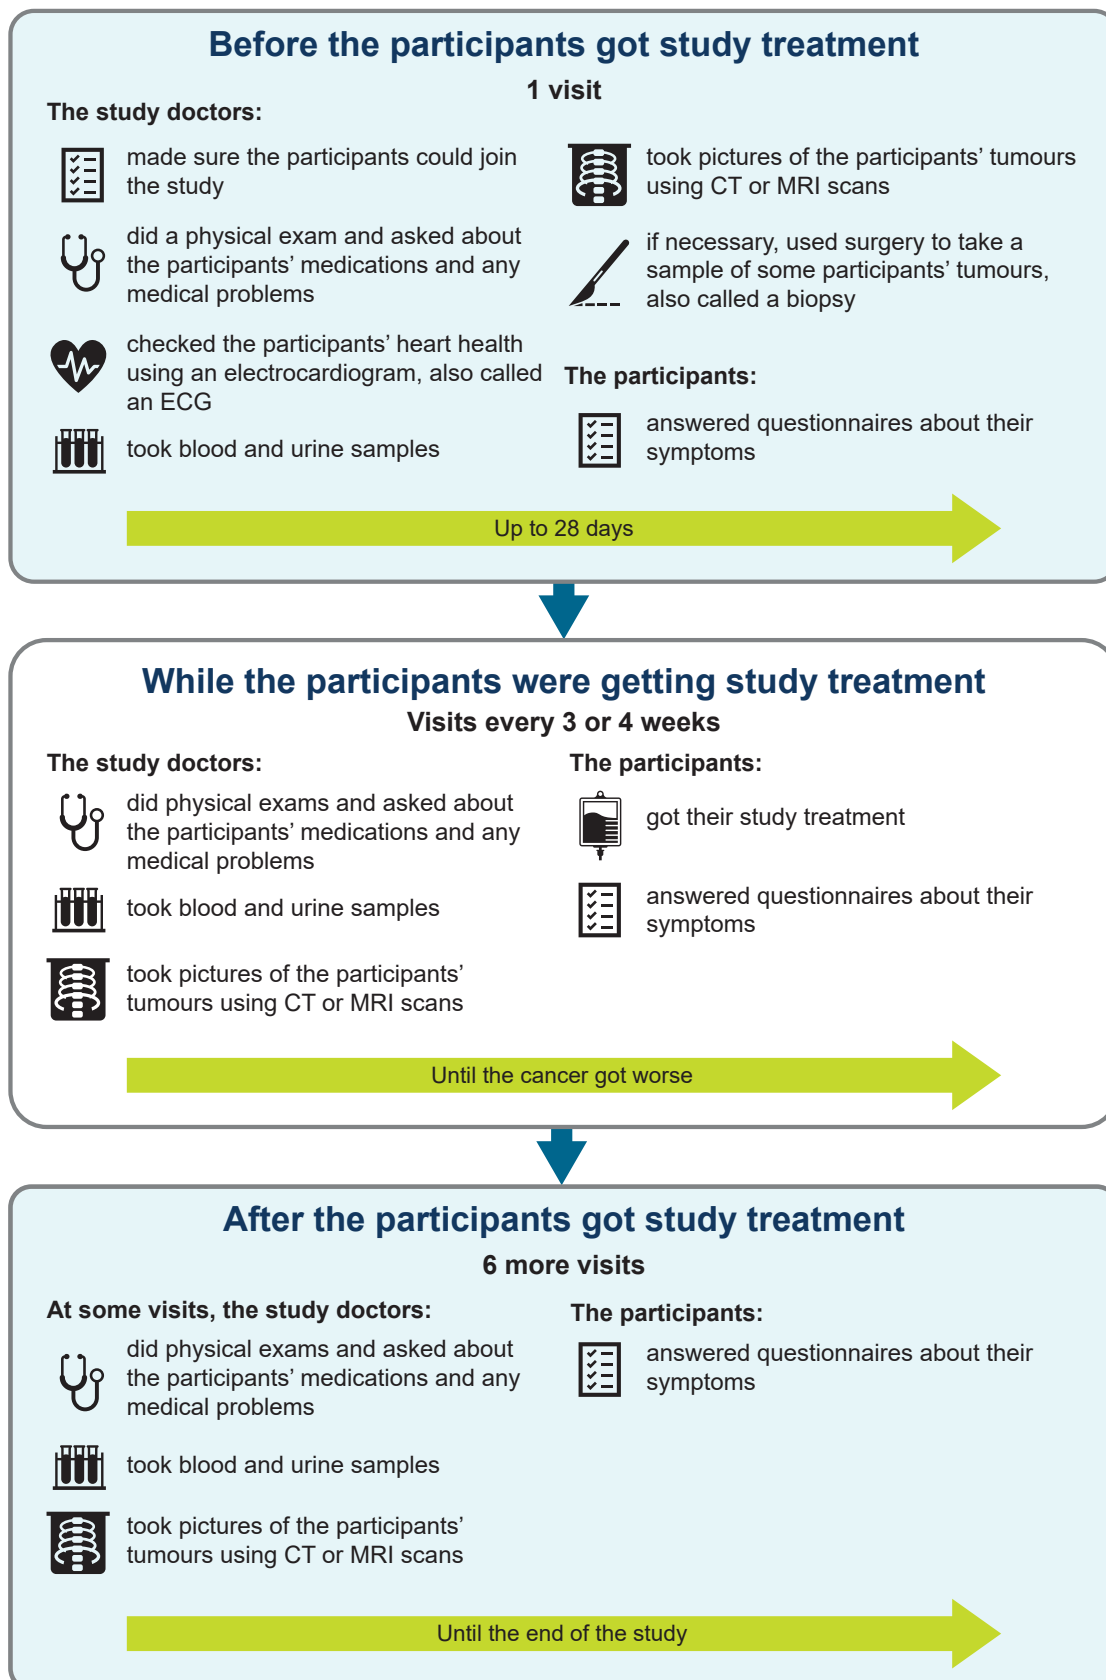 Before the participants got study treatment
1 visit
The study doctors:
made sure the participants could join
the study
did a physical exam and asked about
the participants’ medications and any
medical problems
checked the participants’ heart health
using an electrocardiogram, also called
an ECG
took blood and urine samples
took pictures of the participants’ tumours
using CT or MRI scans
if necessary, used surgery to take a
sample of some participants’ tumours,
also called a biopsy
The participants:
answered questionnaires about their
symptoms
Up to 28 days
While the participants were getting study treatment
Visits every 3 or 4 weeks
The study doctors:
did physical exams and asked about
the participants’ medications and any
medical problems
took blood and urine samples
took pictures of the participants’
tumours using CT or MRI scans
The participants:
got their study treatment
answered questionnaires about their
symptoms
Until the cancer got worse
After the participants got study treatment
6 more visits
At some visits, the study doctors:
did physical exams and asked about
the participants’ medications and any
medical problems
took blood and urine samples
took pictures of the participants’
tumours using CT or MRI scans
The participants:
answered questionnaires about their
symptoms
Until the end of the study